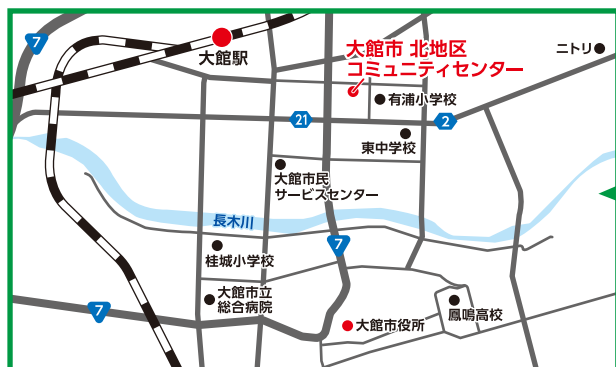 7
大館駅
大館市 北地区
コミュニティセンター
ニトリ
有浦小学校
21
2
東中学校
大館市民
サービスセンター
長木川
7
桂城小学校
大館市立
総合病院
7
大館市役所
鳳鳴高校